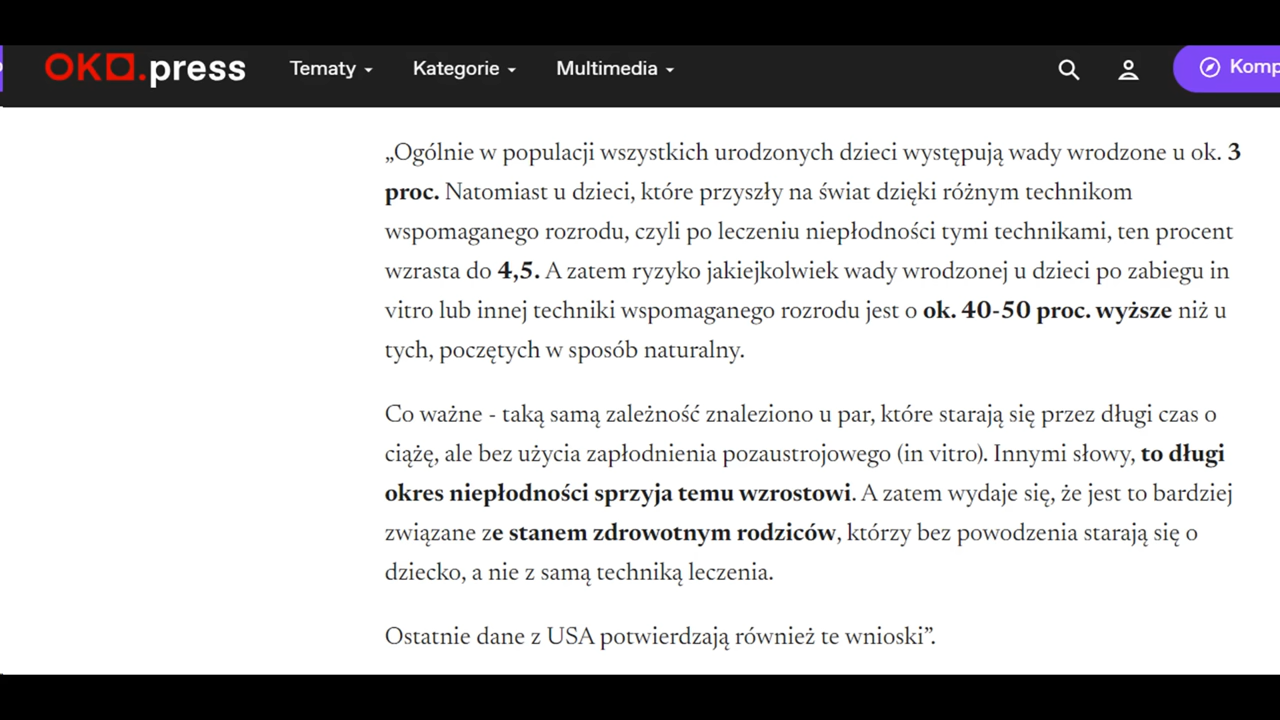 OKO.press Tematy Kategorie Multimedia
„Ogólnie w populacji wszystkich urodzonych dzieci występują wady wrodzone u ok. 3
proc. Natomiast u dzieci, które przyszły na świat dzięki różnym technikom
wspomaganego rozrodu, czyli po leczeniu niepłodności tymi technikami, ten procent
wzrasta do 4,5. A zatem ryzyko jakiejkolwiek wady wrodzonej u dzieci po zabiegu in
vitro lub innej techniki wspomaganego rozrodu jest o ok. 40-50 proc. wyższe niż u
tych, poczętych w sposób naturalny.
Co ważne - taką samą zależność znaleziono u par, które starają się przez długi czas o
ciążę, ale bez użycia zapłodnienia pozaustrojowego (in vitro). Innymi słowy, to długi
okres niepłodności sprzyja temu wzrostowi. A zatem wydaje się, że jest to bardziej
związane ze stanem zdrowotnym rodziców, którzy bez powodzenia starają się o
dziecko, a nie z samą techniką leczenia.
Ostatnie dane z USA potwierdzają również te wnioski”.